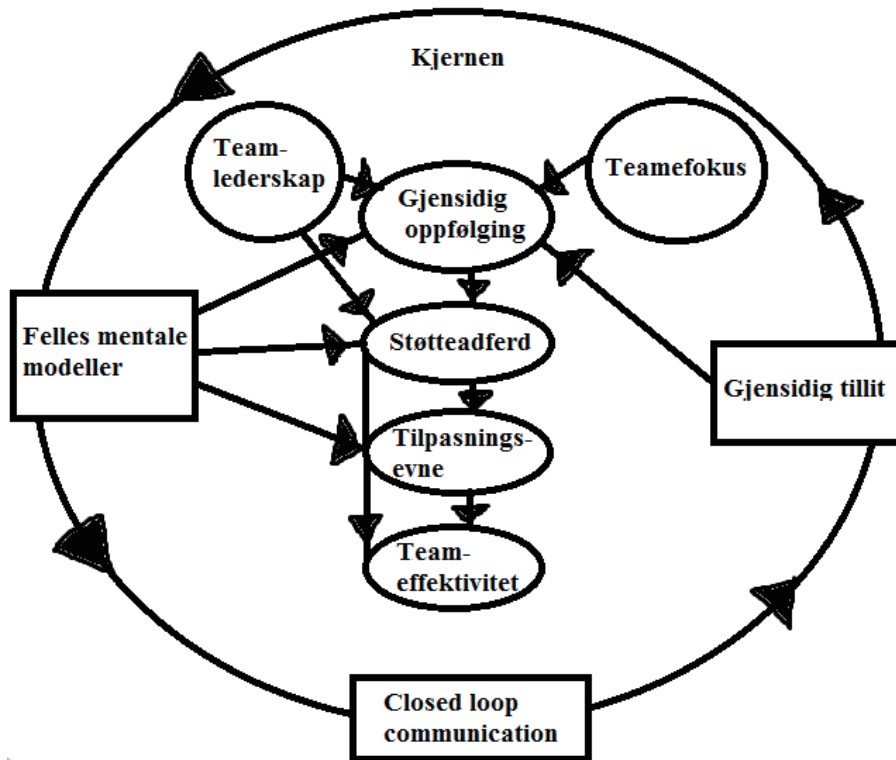 Kjernen
Team-
lederskap
Teamefokus
Gjensidig
oppfølging
Felles mentale
modeller
Støtteadferd
Gjensidig tillit
Tilpasnings-
evne
Team-
effektivitet
Closed loop
communication